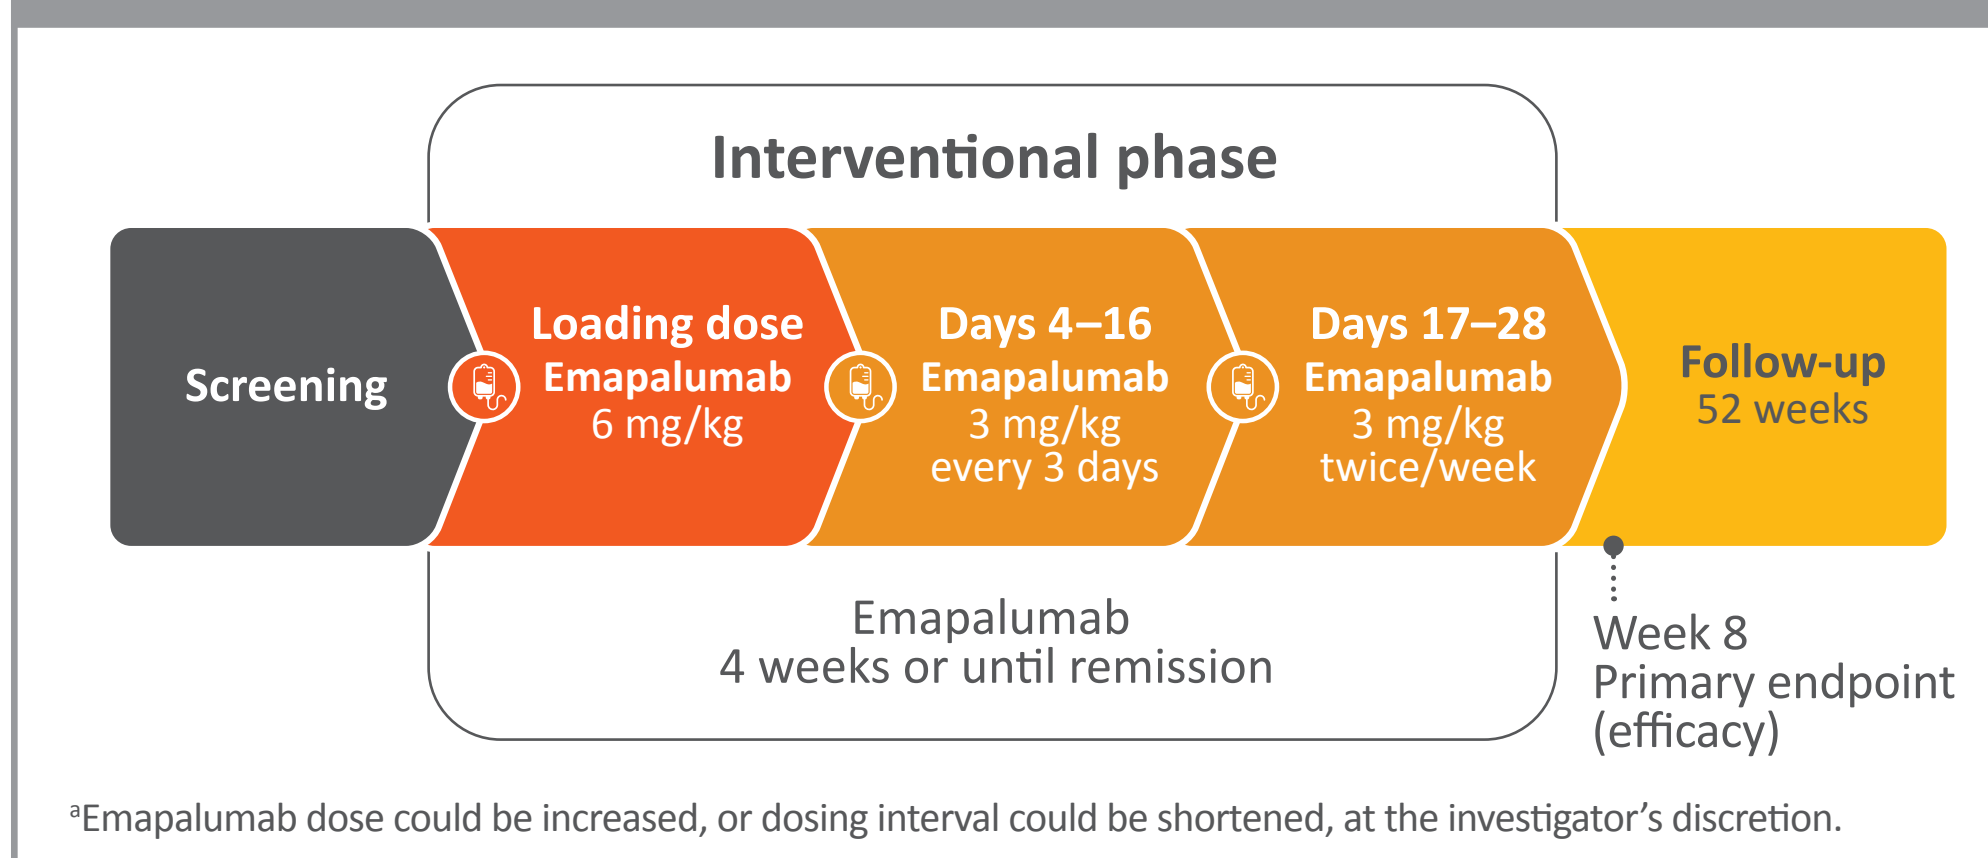 Interventional phase
Screening
Loading dose
Emapalumab
6 mg/kg
Days 4–16
Emapalumab
3 mg/kg
every 3 days
Days 17–28
Emapalumab
3 mg/kg
twice/week
Follow-up
52 weeks
Emapalumab
4 weeks or until remission
Week 8
Primary endpoint
(efficacy)
ᵃEmapalumab dose could be increased, or dosing interval could be shortened, at the investigator’s discretion.